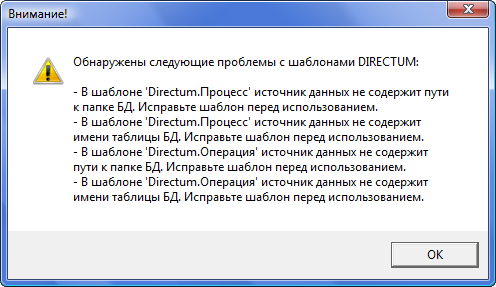 Внимание!
Обнаружены следующие проблемы с шаблонами DIRECTUM:
- В шаблоне 'Directum.Процесс' источник данных не содержит пути
к папке БД. Исправьте шаблон перед использованием.
- В шаблоне 'Directum.Процесс' источник данных не содержит
имени таблицы БД. Исправьте шаблон перед использованием.
- В шаблоне 'Directum.Операция' источник данных не содержит
пути к папке БД. Исправьте шаблон перед использованием.
- В шаблоне 'Directum.Операция' источник данных не содержит
имени таблицы БД. Исправьте шаблон перед использованием.
OK